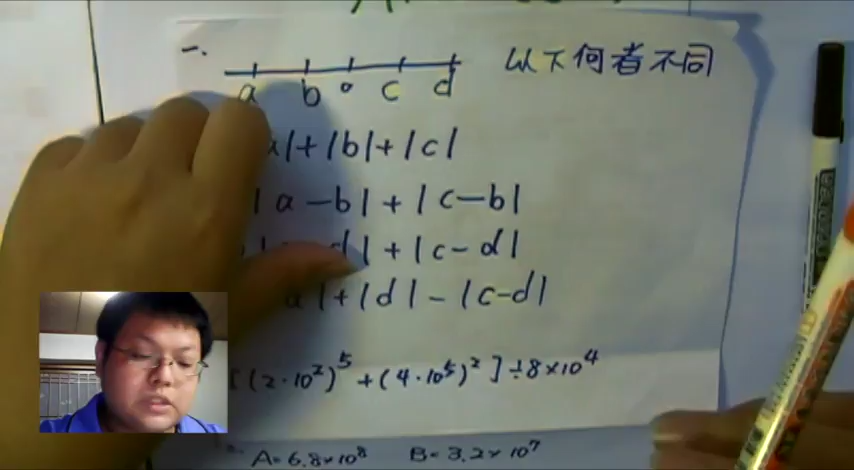 一. 以下何者不同
a b o c d
a|+|b|+|c|
|a-b|+|c-b|
d|+|c-d|
a|+|d|-|c-d|
[(2·10²)⁵+(4·10⁵)²]÷8×10⁴
A=6.8×10⁸ B=3.2×10⁷